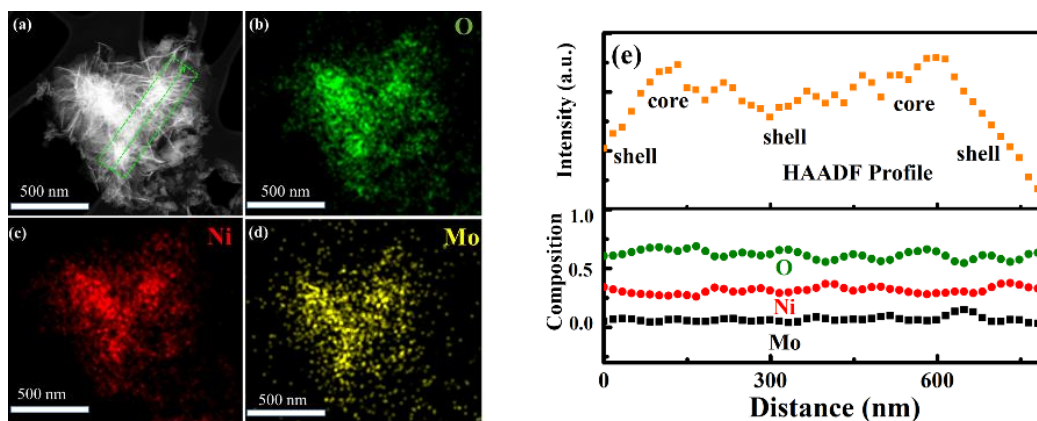 (a)
500 nm
(b)
O
500 nm
(c)
Ni
500 nm
(d)
Mo
500 nm
(e)
Intensity (a.u.)
core
core
shell
shell
shell
HAADF Profile
Composition
1.0
0.5
0.0
O
Ni
Mo
0
300
600
Distance (nm)